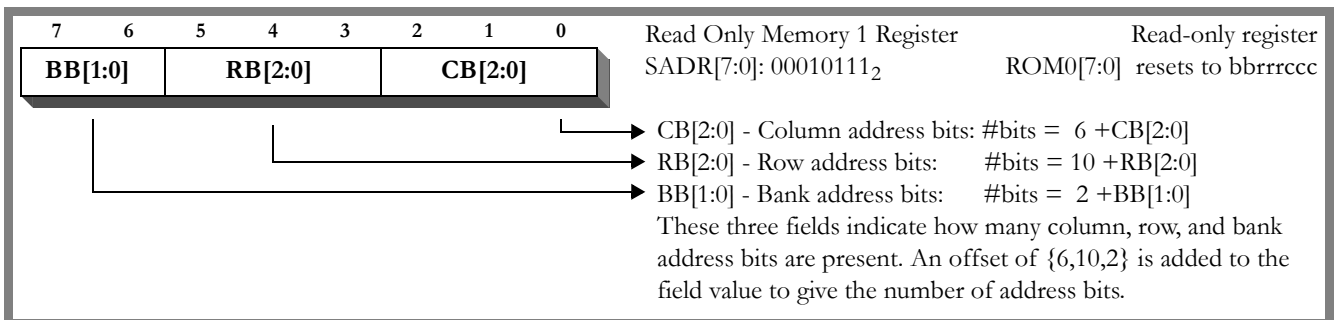 7 6 5 4 3 2 1 0
BB[1:0] RB[2:0] CB[2:0]
Read Only Memory 1 Register Read-only register
SADR[7:0]: 00010111₂ ROM0[7:0] resets to bbrrrccc
CB[2:0] - Column address bits: #bits = 6 +CB[2:0]
RB[2:0] - Row address bits: #bits = 10 +RB[2:0]
BB[1:0] - Bank address bits: #bits = 2 +BB[1:0]
These three fields indicate how many column, row, and bank
address bits are present. An offset of {6,10,2} is added to the
field value to give the number of address bits.